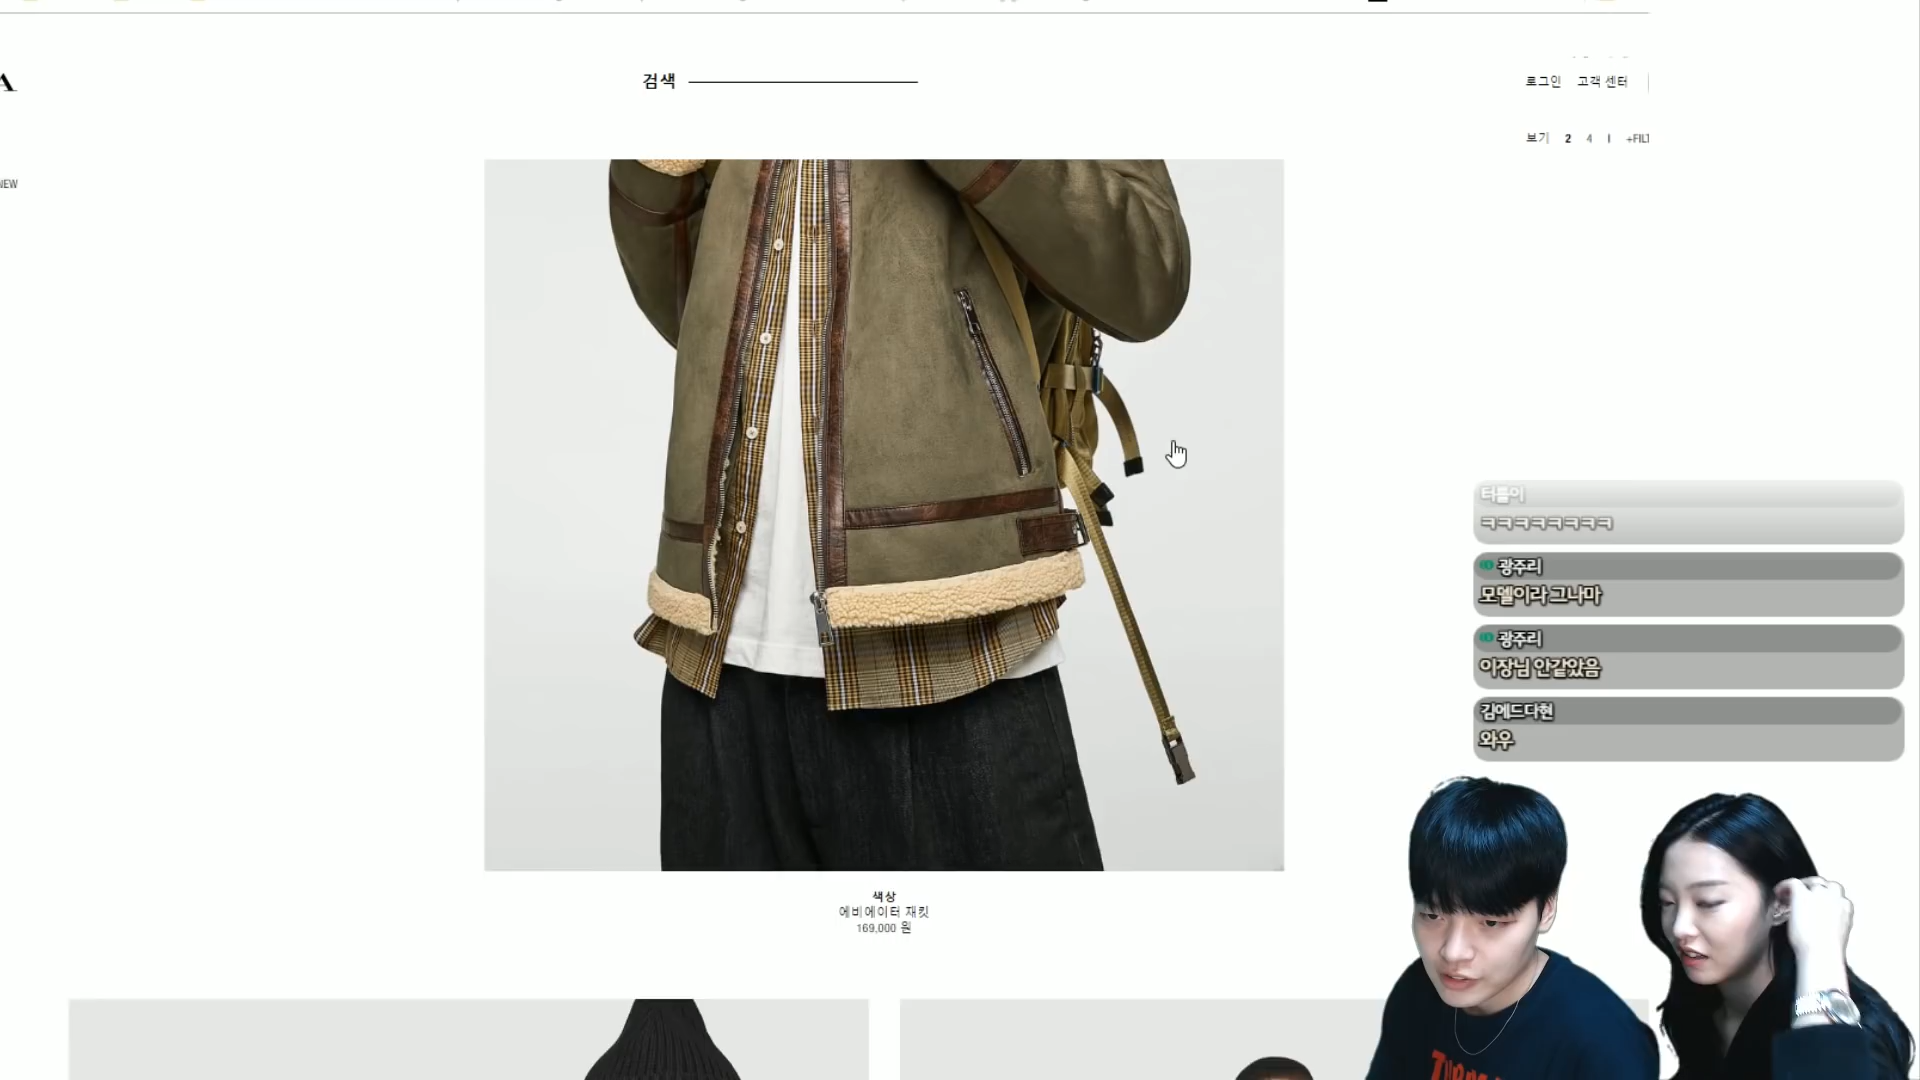 A
검색
로그인 고객 센터
보기 2 4 +FILT
NEW
터틀이
ㅋㅋㅋㅋㅋㅋㅋㅋ
광주리
모델이라 그나마
광주리
이장님 안같았음
김에드다현
와우
색상
에비에이터 재킷
169,000 원